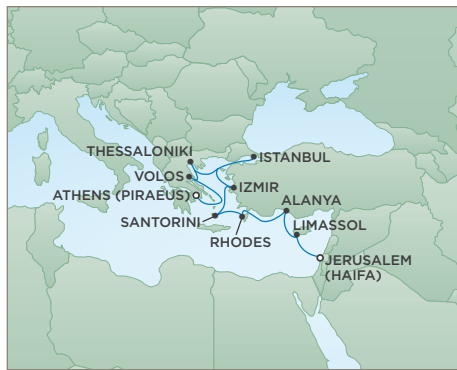 THESSALONIKI
ISTANBUL
VOLOS
IZMIR
ATHENS (PIRAEUS)
ALANYA
SANTORINI
LIMASSOL
RHODES
JERUSALEM
(HAIFA)